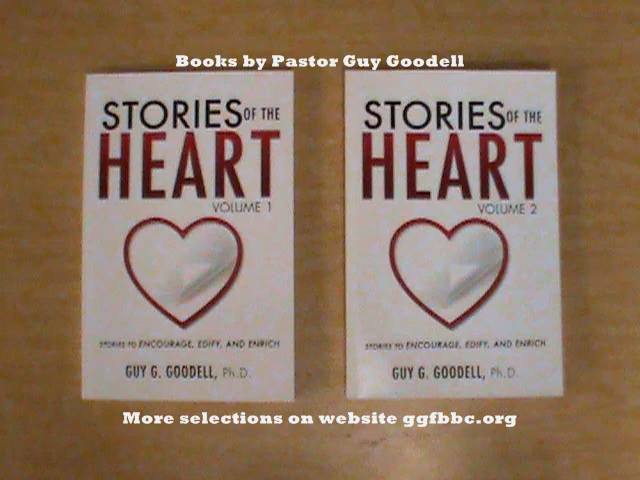 Books by Pastor Guy Goodell
STORIES OF THE
HEART
VOLUME 1
STORIES TO ENCOURAGE, EDIFY, AND ENRICH
GUY G. GOODELL, Ph.D.
STORIES OF THE
HEART
VOLUME 2
STORIES TO ENCOURAGE, EDIFY, AND ENRICH
GUY G. GOODELL, Ph.D.
More selections on website ggfbbc.org